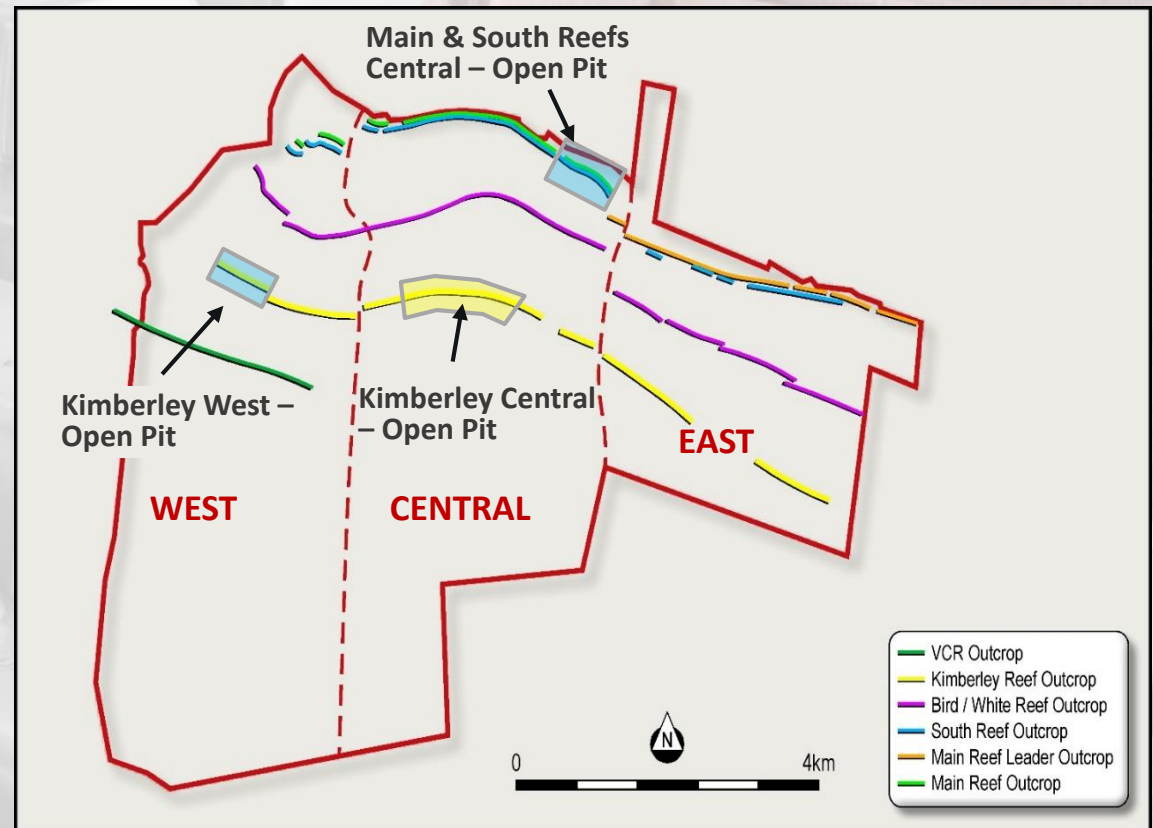 Main & South Reefs
Central – Open Pit
Kimberley West –
Open Pit
Kimberley Central
– Open Pit
EAST
WEST
CENTRAL
N
0
4km
VCR Outcrop
Kimberley Reef Outcrop
Bird / White Reef Outcrop
South Reef Outcrop
Main Reef Leader Outcrop
Main Reef Outcrop